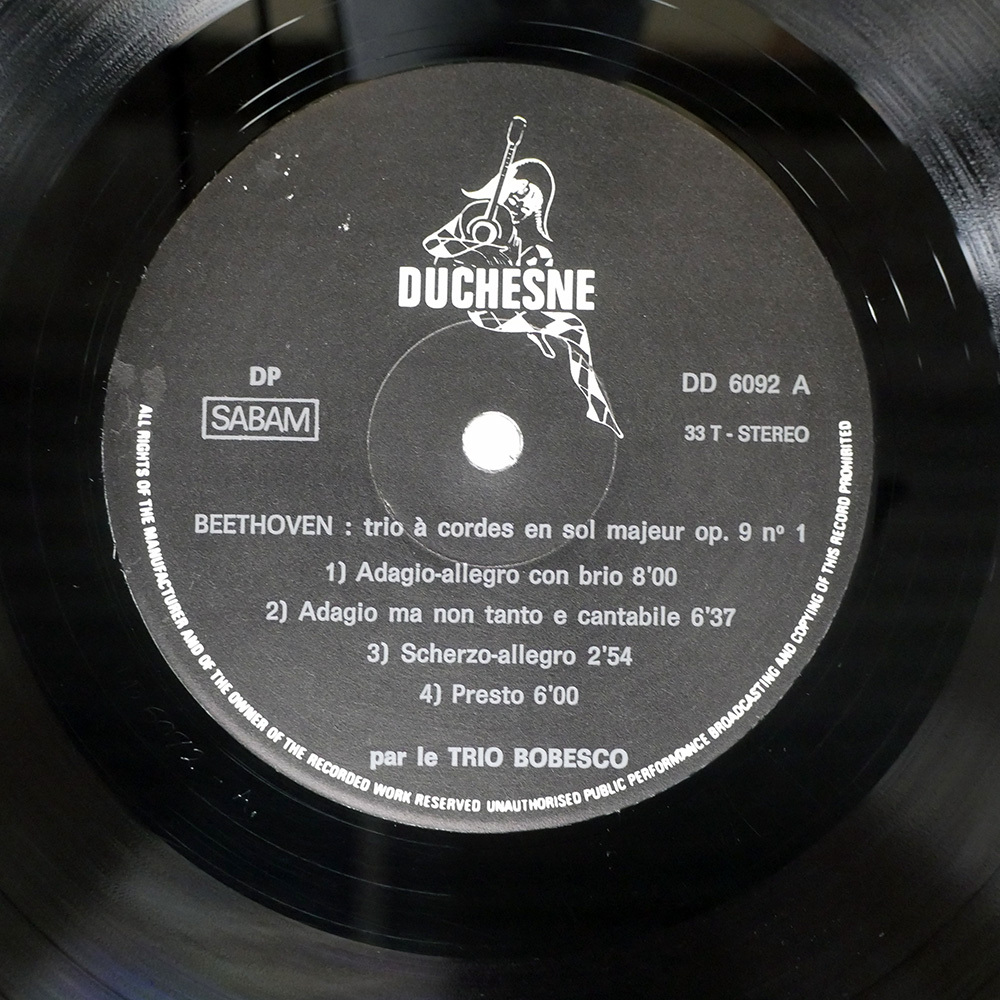 DUCHESNE
DP
SABAM
DD 6092 A
33 T - STEREO
BEETHOVEN : trio à cordes en sol majeur op. 9 nº 1
1) Adagio-allegro con brio 8'00
2) Adagio ma non tanto e cantabile 6'37
3) Scherzo-allegro 2'54
4) Presto 6'00
par le TRIO BOBESCO
ALL RIGHTS OF THE MANUFACTURER AND OF THE OWNER OF THE RECORDED WORK RESERVED UNAUTHORISED PUBLIC PERFORMANCE BROADCASTING AND COPYING OF THIS RECORD PROHIBITED